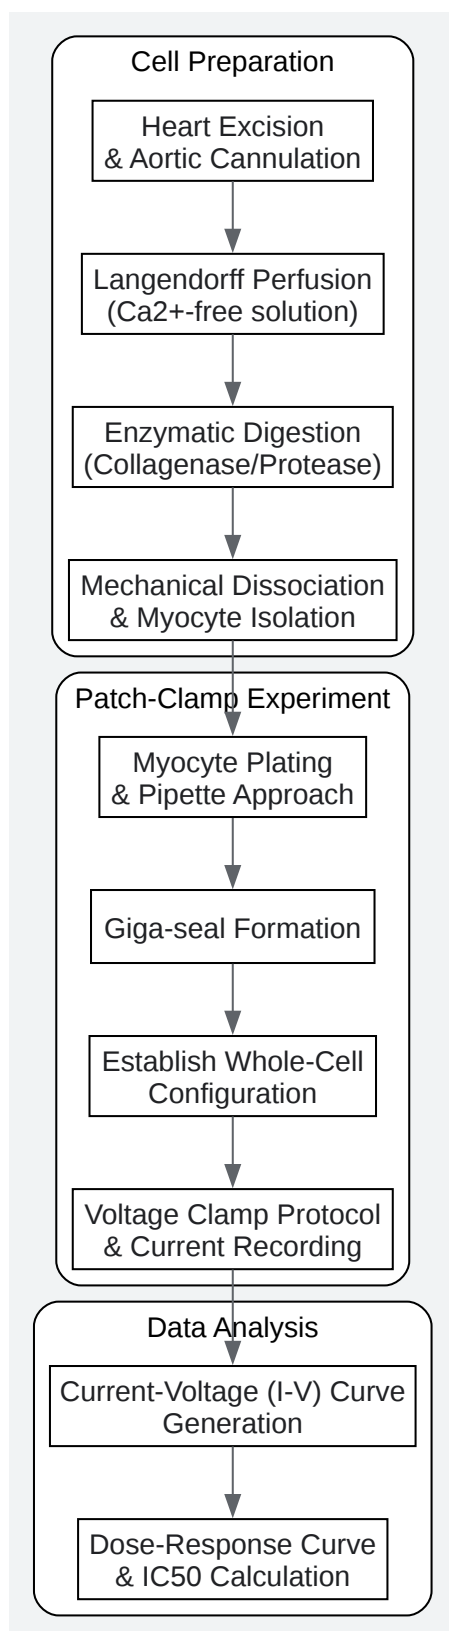 Cell Preparation
Heart Excision
& Aortic Cannulation
Langendorff Perfusion
(Ca2+-free solution)
Enzymatic Digestion
(Collagenase/Protease)
Mechanical Dissociation
& Myocyte Isolation
Patch-Clamp Experiment
Myocyte Plating
& Pipette Approach
Giga-seal Formation
Establish Whole-Cell
Configuration
Voltage Clamp Protocol
& Current Recording
Data Analysis
Current-Voltage (I-V) Curve
Generation
Dose-Response Curve
& IC50 Calculation